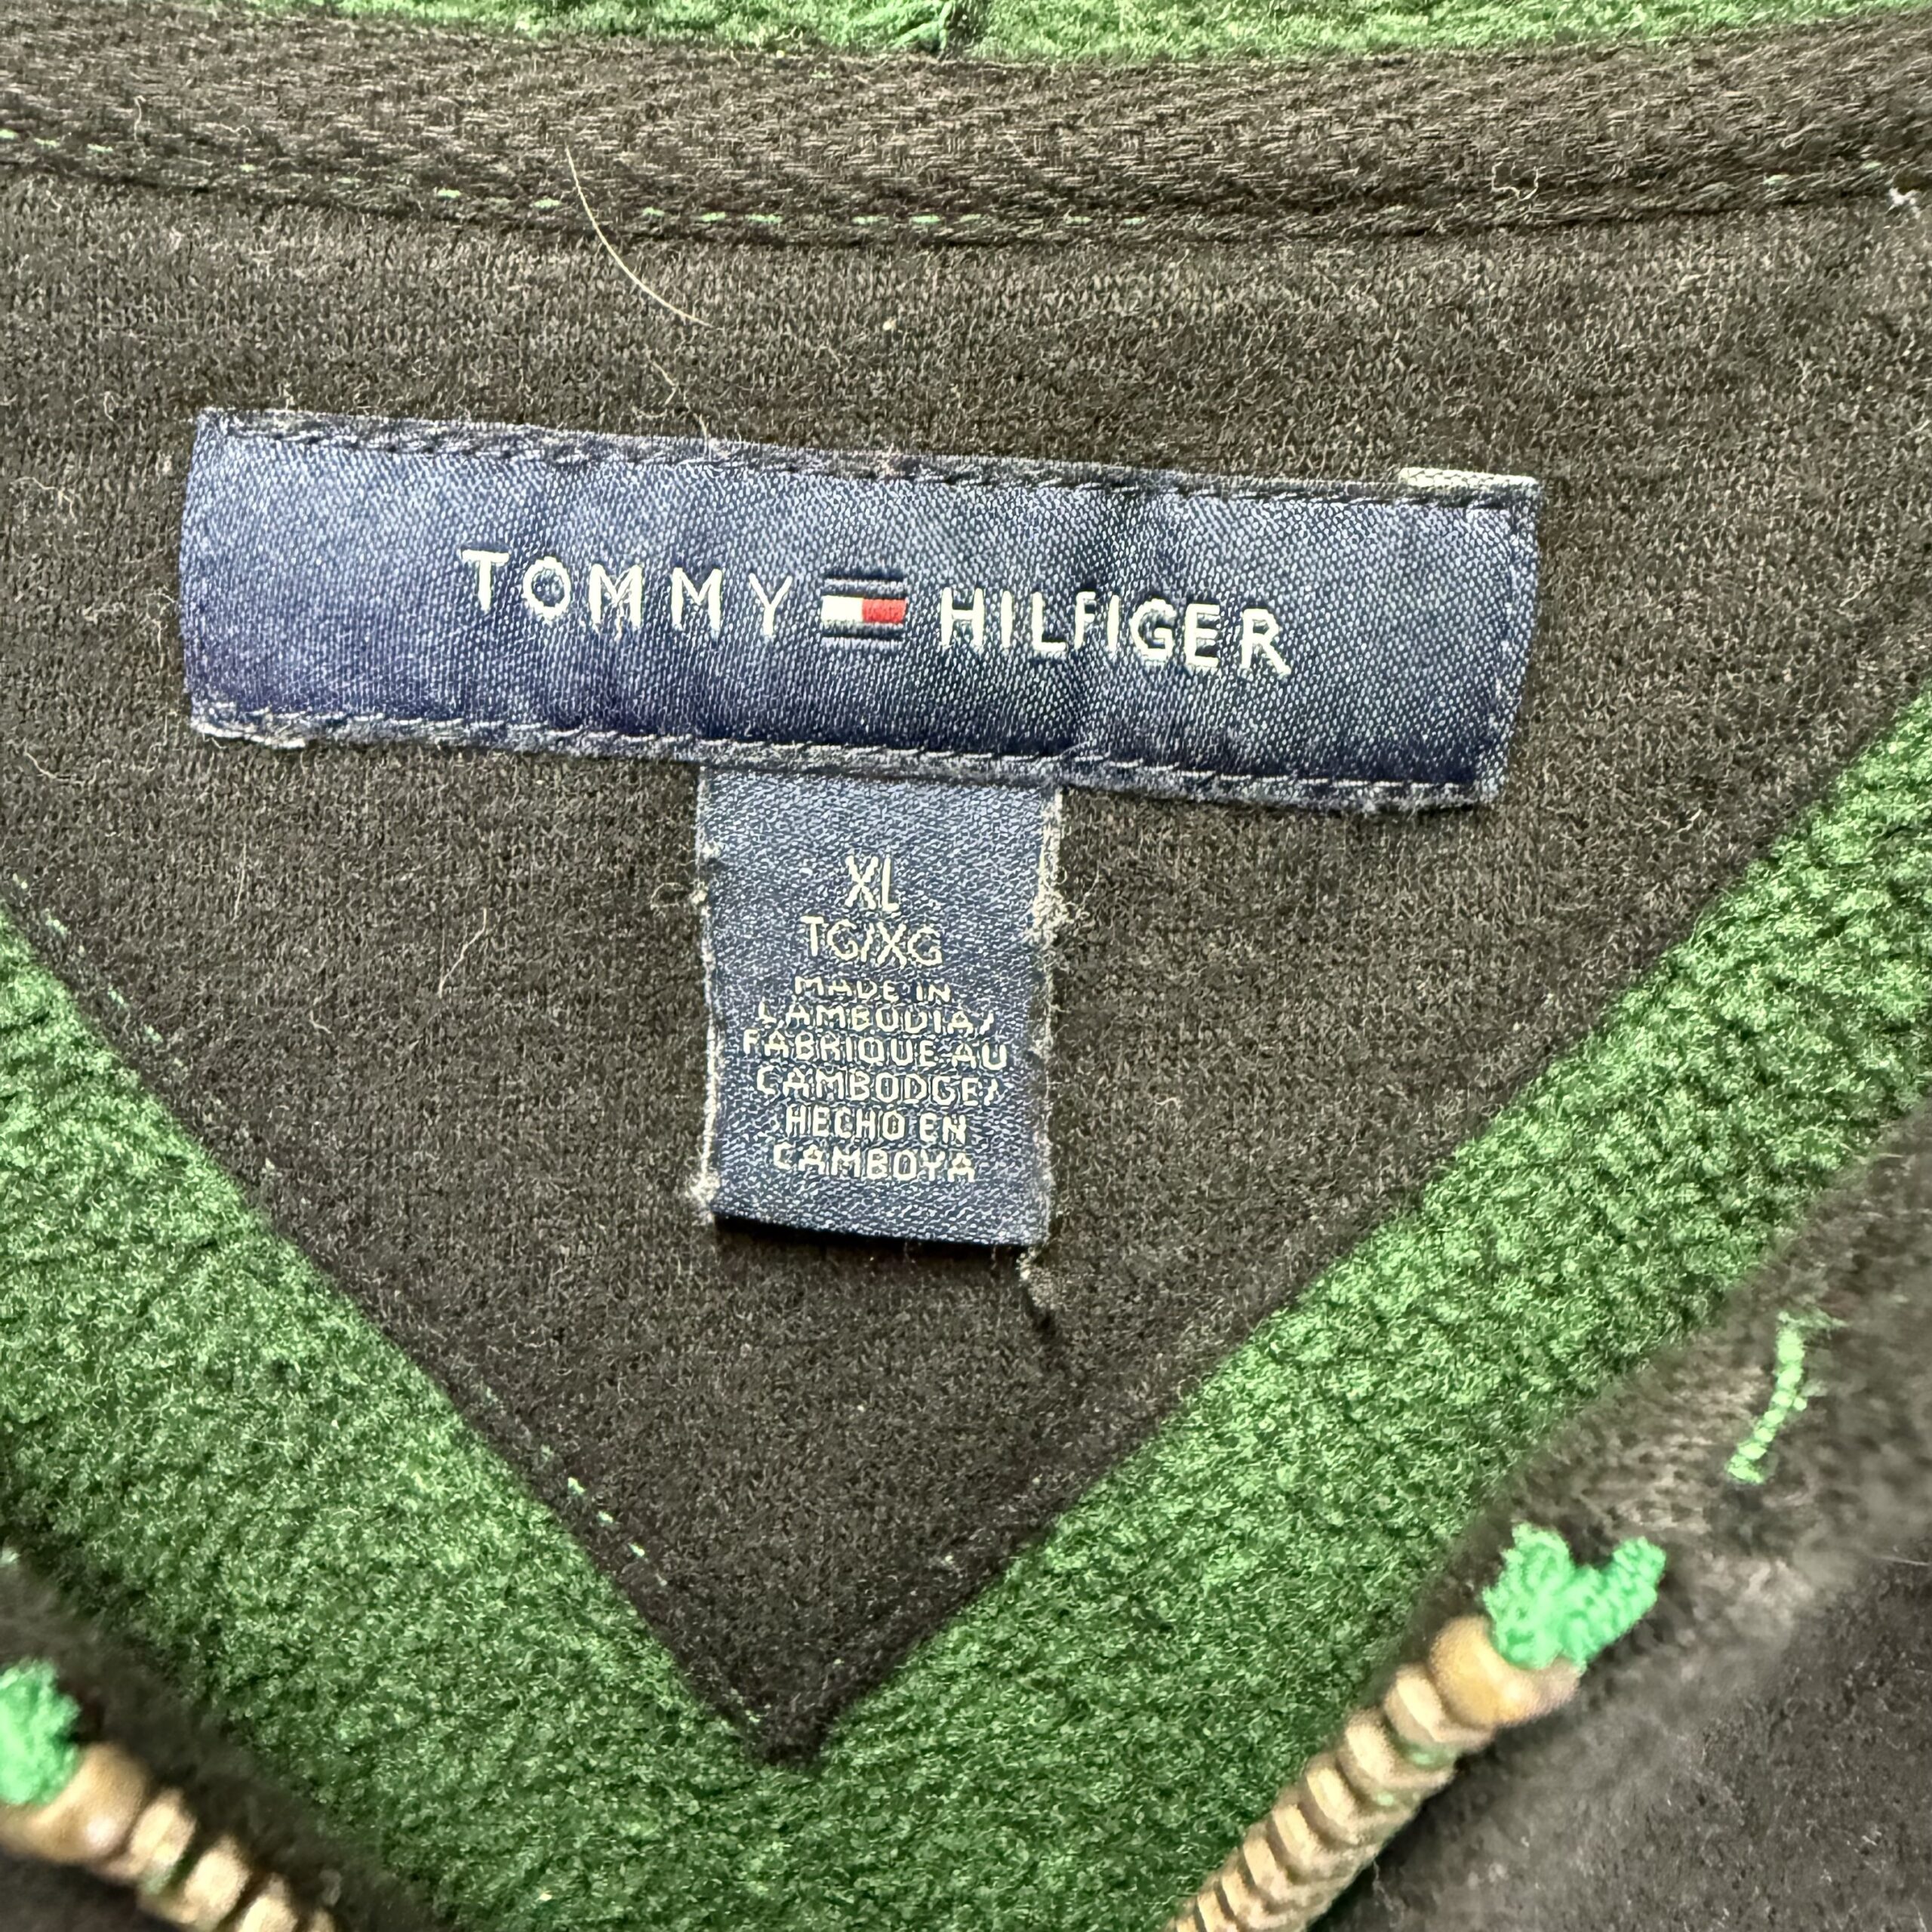 TOMMY HILFIGER
XL
TG/XG
MADE IN
CAMBODIA/
FABRIQUE AU
CAMBODGE/
HECHO EN
CAMBOYA